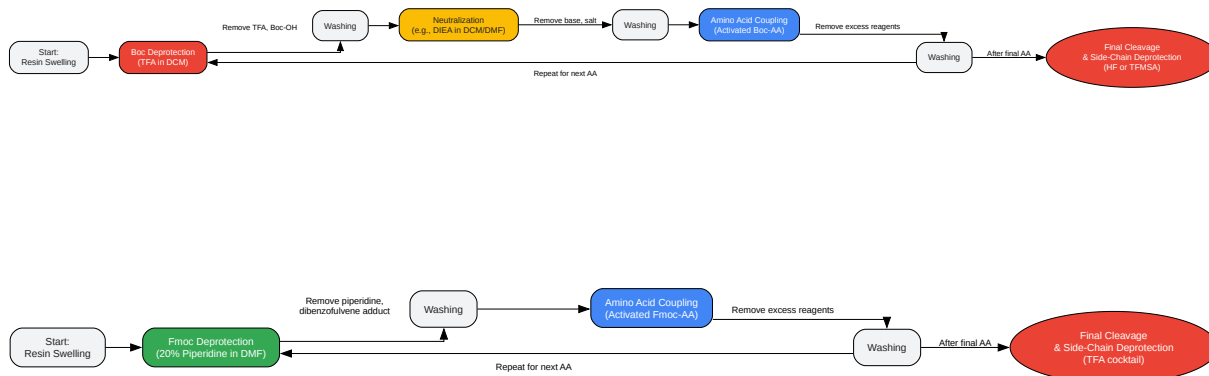 Start:
Resin Swelling
Boc Deprotection
(TFA in DCM)
Remove TFA, Boc-OH
Washing
Neutralization
(e.g., DIEA in DCM/DMF)
Remove base, salt
Washing
Amino Acid Coupling
(Activated Boc-AA)
Remove excess reagents
Washing
Repeat for next AA
After final AA
Final Cleavage
& Side-Chain Deprotection
(HF or TFMSA)
Start:
Resin Swelling
Fmoc Deprotection
(20% Piperidine in DMF)
Remove piperidine,
dibenzofulvene adduct
Washing
Amino Acid Coupling
(Activated Fmoc-AA)
Remove excess reagents
Washing
Repeat for next AA
After final AA
Final Cleavage
& Side-Chain Deprotection
(TFA cocktail)